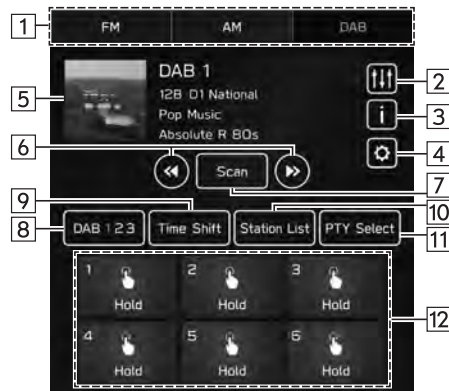 1 FM AM DAB
DAB 1
2
5 12B D1 National
Pop Music
3
Absolute R 80s
6
4
Scan
7
9
10
8 DAB 1 2 3 Time Shift Station List PTY Select
11
1 2 3
Hold Hold Hold
12
4 5 6
Hold Hold Hold